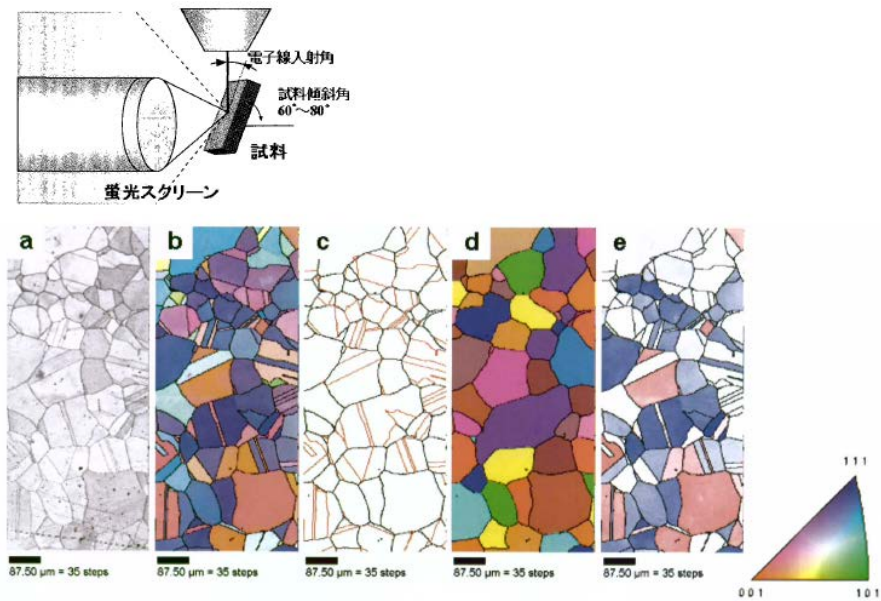 電子線入射角
試料傾斜角
60°～80°
試料
蛍光スクリーン
a b c d e
87.50 µm = 35 steps 87.50 µm = 35 steps 87.50 µm = 35 steps 87.50 µm = 35 steps 87.50 µm = 35 steps
111
001 101